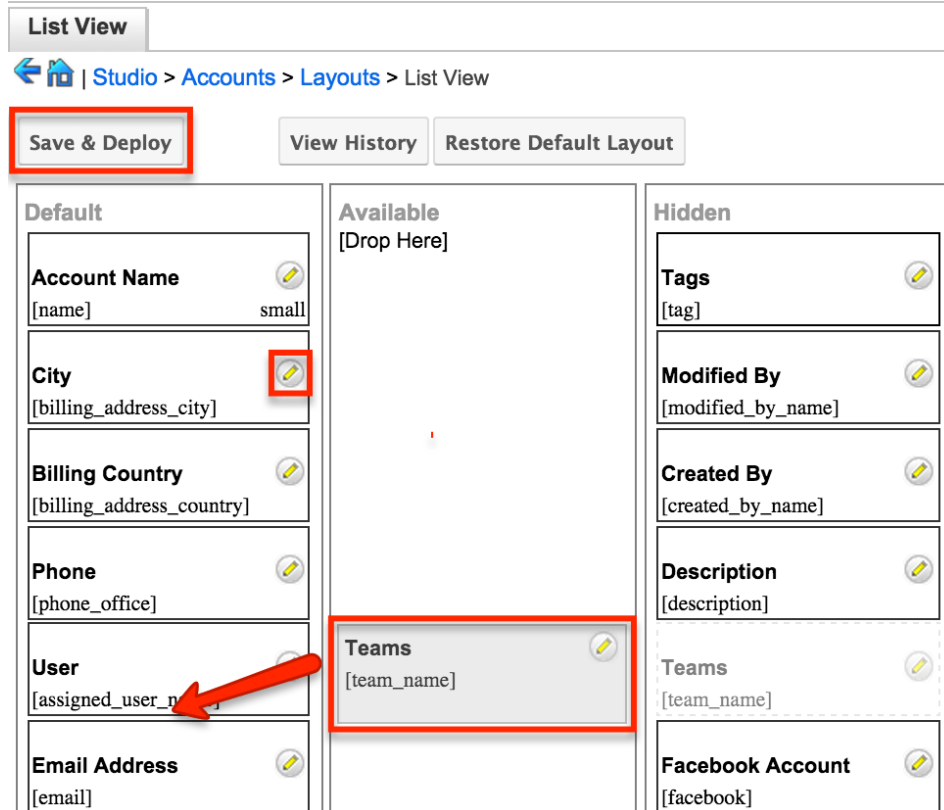 List View
| Studio > Accounts > Layouts > List View
Save & Deploy
View History
Restore Default Layout
Default
Account Name
[name] small
City
[billing_address_city]
Billing Country
[billing_address_country]
Phone
[phone_office]
User
[assigned_user_n
Email Address
[email]
Available
[Drop Here]
Teams
[team_name]
Hidden
Tags
[tag]
Modified By
[modified_by_name]
Created By
[created_by_name]
Description
[description]
Teams
[team_name]
Facebook Account
[facebook]